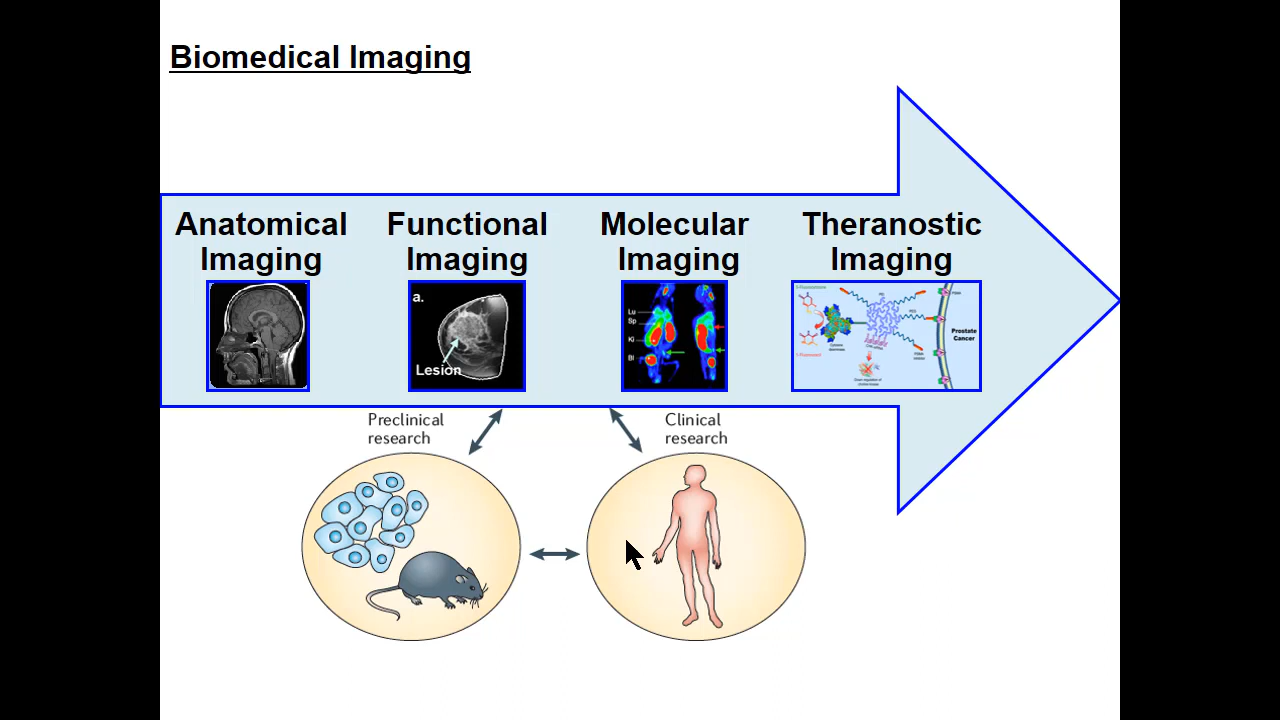 Biomedical Imaging
Anatomical
Imaging
Functional
Imaging
Molecular
Imaging
Theranostic
Imaging
a.
Lesion
Lu
Sp
Ki
Bl
Prostate
Cancer
Preclinical
research
Clinical
research